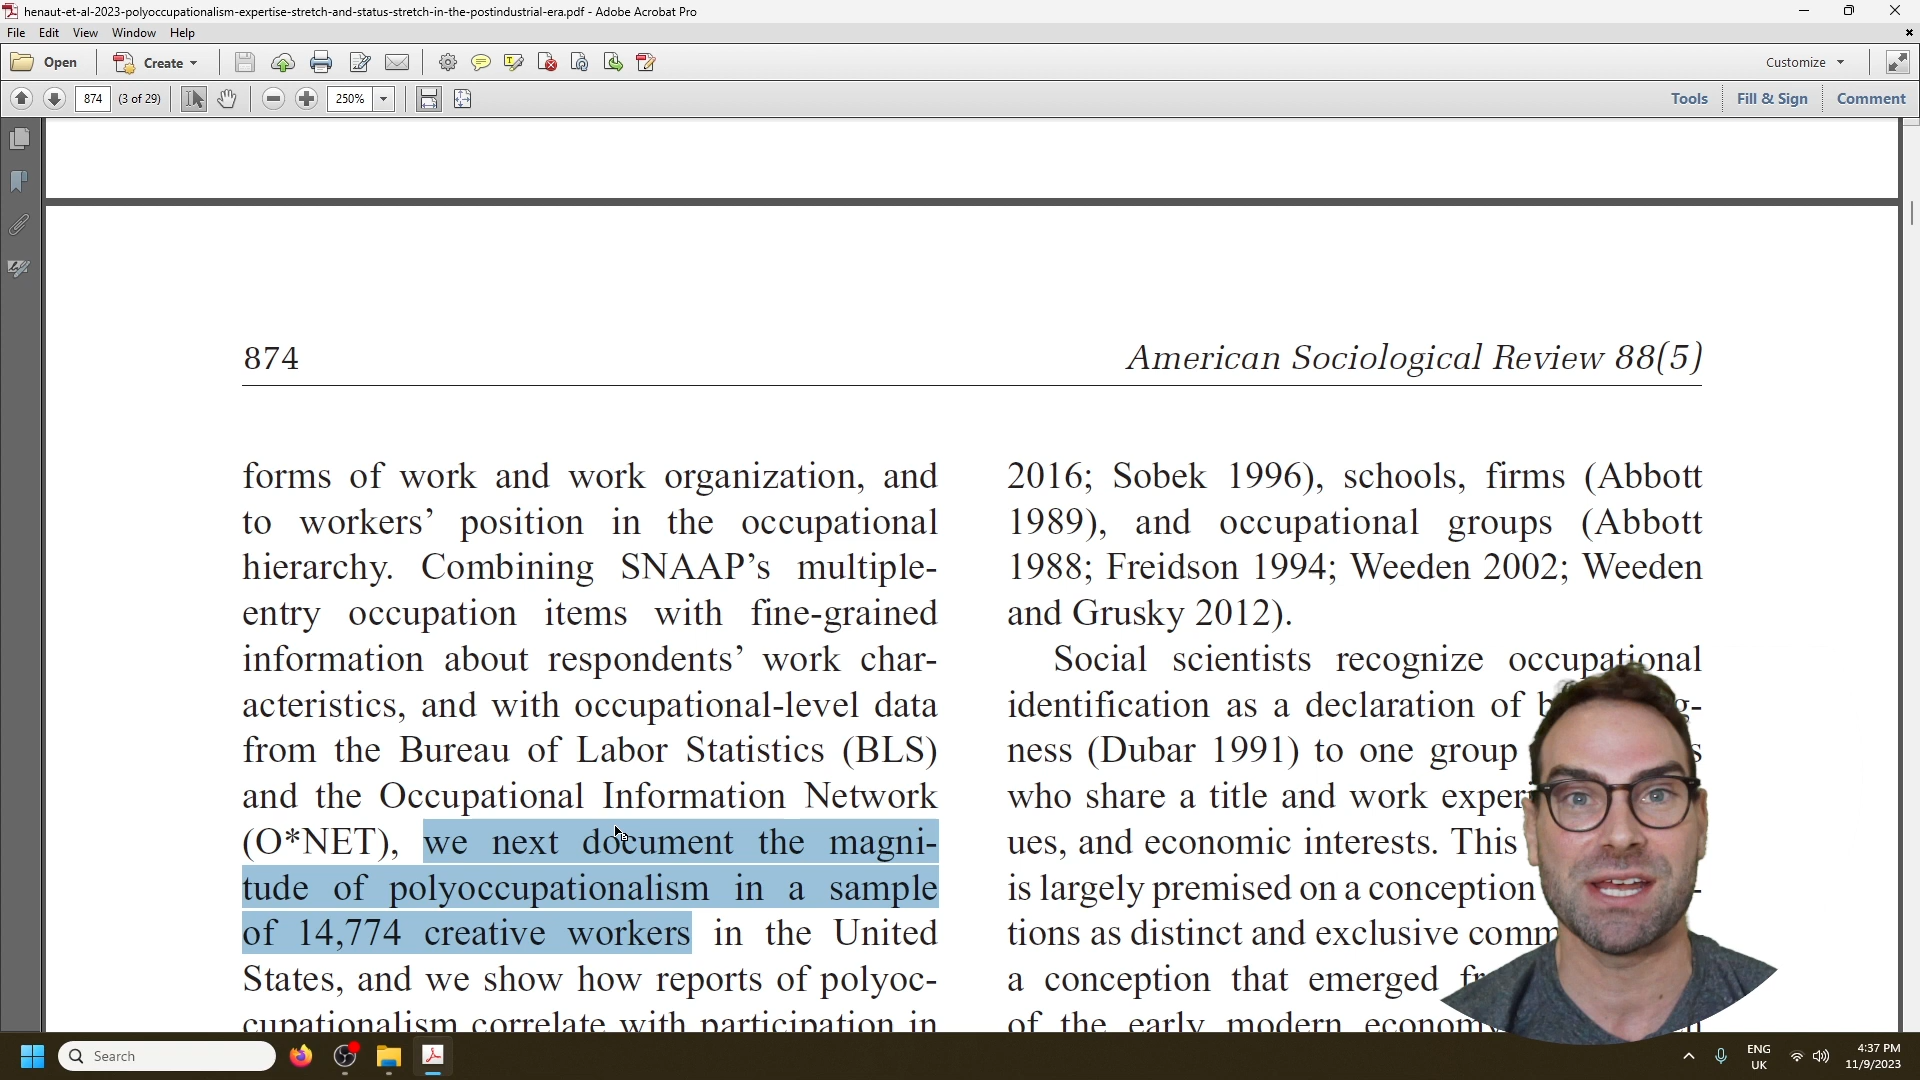 henaut-et-al-2023-polyoccupationalism-expertise-stretch-and-status-stretch-in-the-postindustrial-era.pdf - Adobe Acrobat Pro
File Edit View Window Help
Open Create Customize
874 (3 of 29) 250% Tools Fill & Sign Comment
874 American Sociological Review 88(5)
forms of work and work organization, and
to workers’ position in the occupational
hierarchy. Combining SNAAP’s multiple-
entry occupation items with fine-grained
information about respondents’ work char-
acteristics, and with occupational-level data
from the Bureau of Labor Statistics (BLS)
and the Occupational Information Network
(O*NET), we next document the magni-
tude of polyoccupationalism in a sample
of 14,774 creative workers in the United
States, and we show how reports of polyoc-
cupationalism correlate with participation in
2016; Sobek 1996), schools, firms (Abbott
1989), and occupational groups (Abbott
1988; Freidson 1994; Weeden 2002; Weeden
and Grusky 2012).
Social scientists recognize occupational
identification as a declaration of
ness (Dubar 1991) to one group
who share a title and work
ues, and economic interests. This
is largely premised on a conception
tions as distinct and exclusive
a conception that emerged
of the early modern
Search
ENG
UK
4:37 PM
11/9/2023